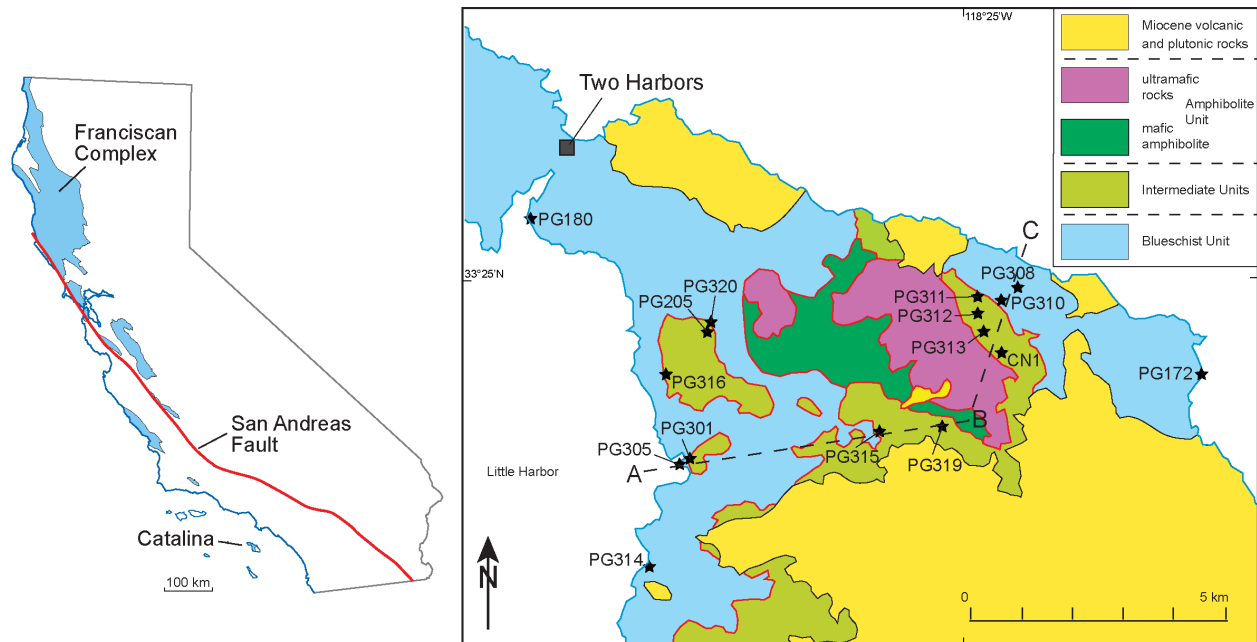 Franciscan
Complex
San Andreas
Fault
Catalina
100 km
118°25'W
33°25'N
Two Harbors
PG180
PG320
PG205
PG316
PG301
PG305
A
Little Harbor
PG314
N
C
PG308
PG311
PG310
PG312
PG313
CN1
PG172
B
PG315
PG319
0
5 km
Miocene volcanic
and plutonic rocks
ultramafic
rocks
Amphibolite
Unit
mafic
amphibolite
Intermediate Units
Blueschist Unit